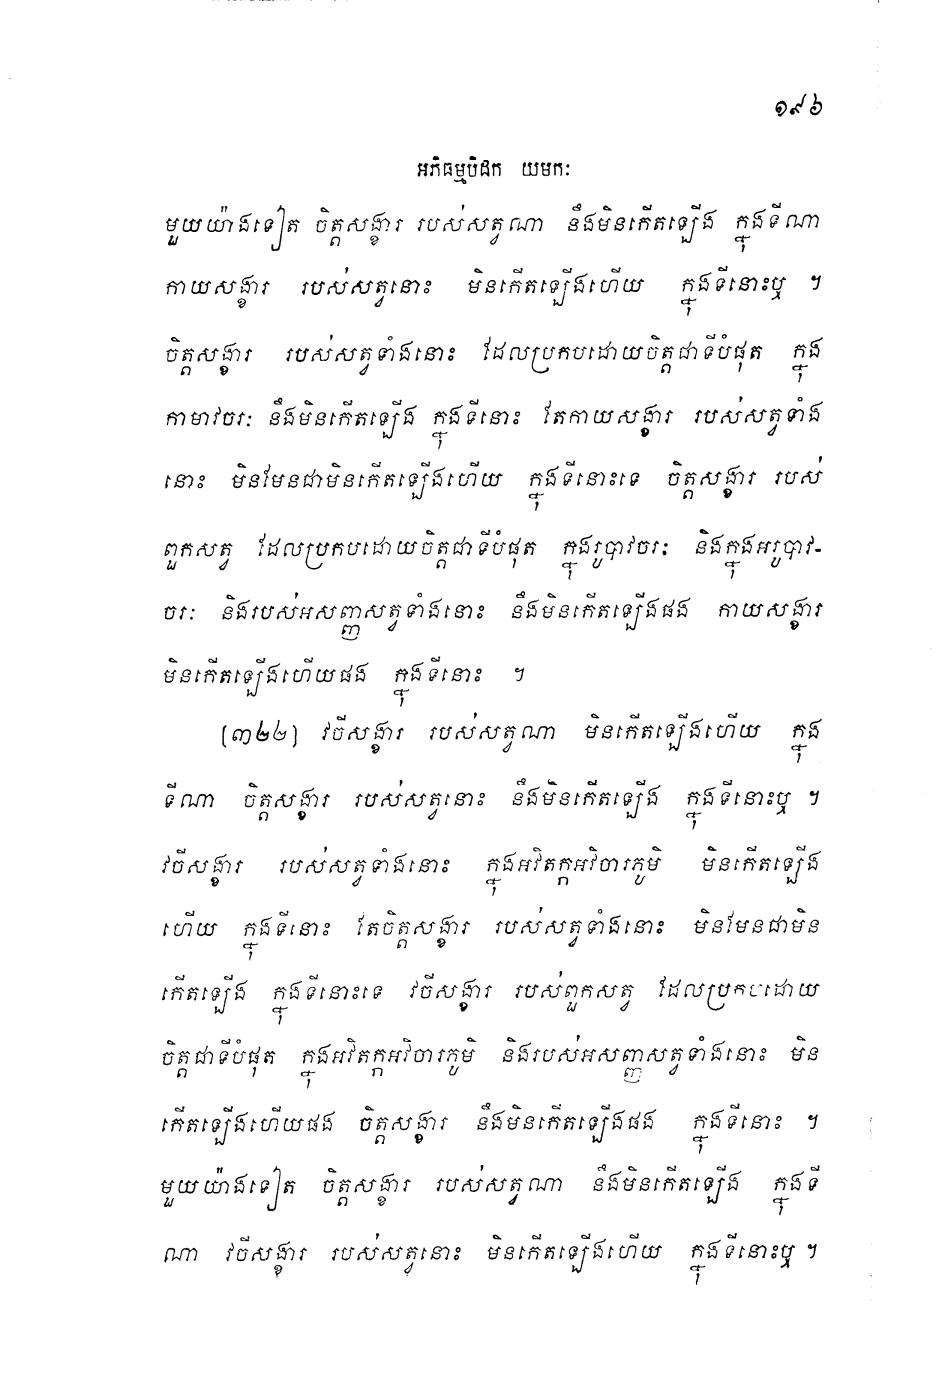 ១៩៦
អភិធម្មបិដក យមកៈ
មួយយ៉ាងទៀត ចិត្តសង្ខារ របស់សត្វណា នឹងមិនកើតឡើង ក្នុងទីណា
កាយសង្ខារ របស់សត្វនោះ មិនកើតឡើងហើយ ក្នុងទីនោះឬ ។
ចិត្តសង្ខារ របស់សត្វទាំងនោះ ដែលប្រកបដោយចិត្តជាទីបំផុត ក្នុង
កាមាវចរៈ នឹងមិនកើតឡើង ក្នុងទីនោះ តែកាយសង្ខារ របស់សត្វទាំង
នោះ មិនមែនជាមិនកើតឡើងហើយ ក្នុងទីនោះទេ ចិត្តសង្ខារ របស់
ពួកសត្វ ដែលប្រកបដោយចិត្តជាទីបំផុត ក្នុងរូបាវចរៈ និងក្នុងអរូបាវ-
ចរៈ និងរបស់អសញ្ញសត្វទាំងនោះ នឹងមិនកើតឡើងផង កាយសង្ខារ
មិនកើតឡើងហើយផង ក្នុងទីនោះ ។
(៣២២) វចីសង្ខារ របស់សត្វណា មិនកើតឡើងហើយ ក្នុង
ទីណា ចិត្តសង្ខារ របស់សត្វនោះ នឹងមិនកើតឡើង ក្នុងទីនោះឬ ។
វចីសង្ខារ របស់សត្វទាំងនោះ ក្នុងអវិតក្កអវិចារភូមិ មិនកើតឡើង
ហើយ ក្នុងទីនោះ តែចិត្តសង្ខារ របស់សត្វទាំងនោះ មិនមែនជាមិន
កើតឡើង ក្នុងទីនោះទេ វចីសង្ខារ របស់ពួកសត្វ ដែលប្រកបដោយ
ចិត្តជាទីបំផុត ក្នុងអវិតក្កអវិចារភូមិ និងរបស់អសញ្ញសត្វទាំងនោះ មិន
កើតឡើងហើយផង ចិត្តសង្ខារ នឹងមិនកើតឡើងផង ក្នុងទីនោះ ។
មួយយ៉ាងទៀត ចិត្តសង្ខារ របស់សត្វណា នឹងមិនកើតឡើង ក្នុងទី
ណា វចីសង្ខារ របស់សត្វនោះ មិនកើតឡើងហើយ ក្នុងទីនោះឬ ។